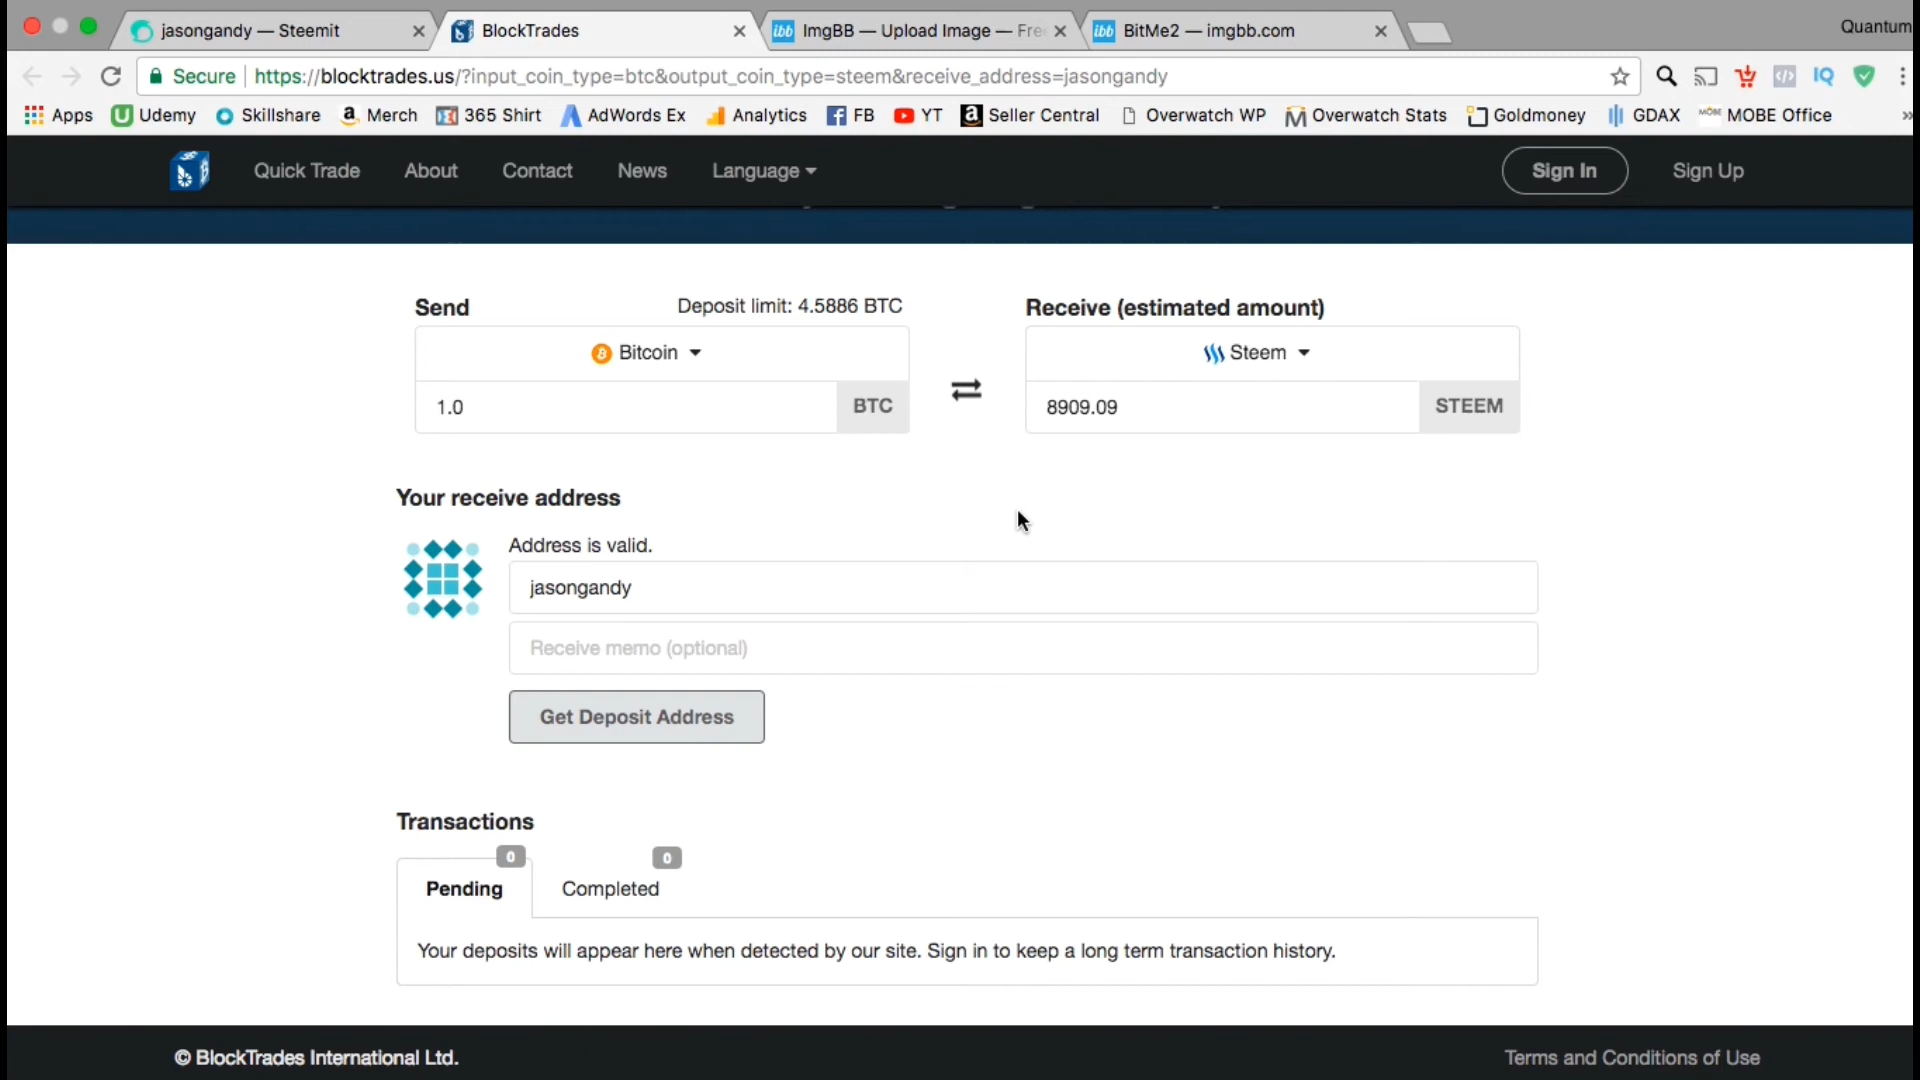 jasongandy — Steemit
BlockTrades
ImgBB — Upload Image — Fre
BitMe2 — imgbb.com
Quantum
Secure
https://blocktrades.us/?input_coin_type=btc&output_coin_type=steem&receive_address=jasongandy
Apps
Udemy
Skillshare
Merch
365 Shirt
AdWords Ex
Analytics
FB
YT
Seller Central
Overwatch WP
Overwatch Stats
Goldmoney
GDAX
MOBE Office
Quick Trade
About
Contact
News
Language
Sign In
Sign Up
Send
Deposit limit: 4.5886 BTC
Receive (estimated amount)
Bitcoin
Steem
1.0
BTC
8909.09
STEEM
Your receive address
Address is valid.
jasongandy
Receive memo (optional)
Get Deposit Address
Transactions
0
0
Pending
Completed
Your deposits will appear here when detected by our site. Sign in to keep a long term transaction history.
© BlockTrades International Ltd.
Terms and Conditions of Use